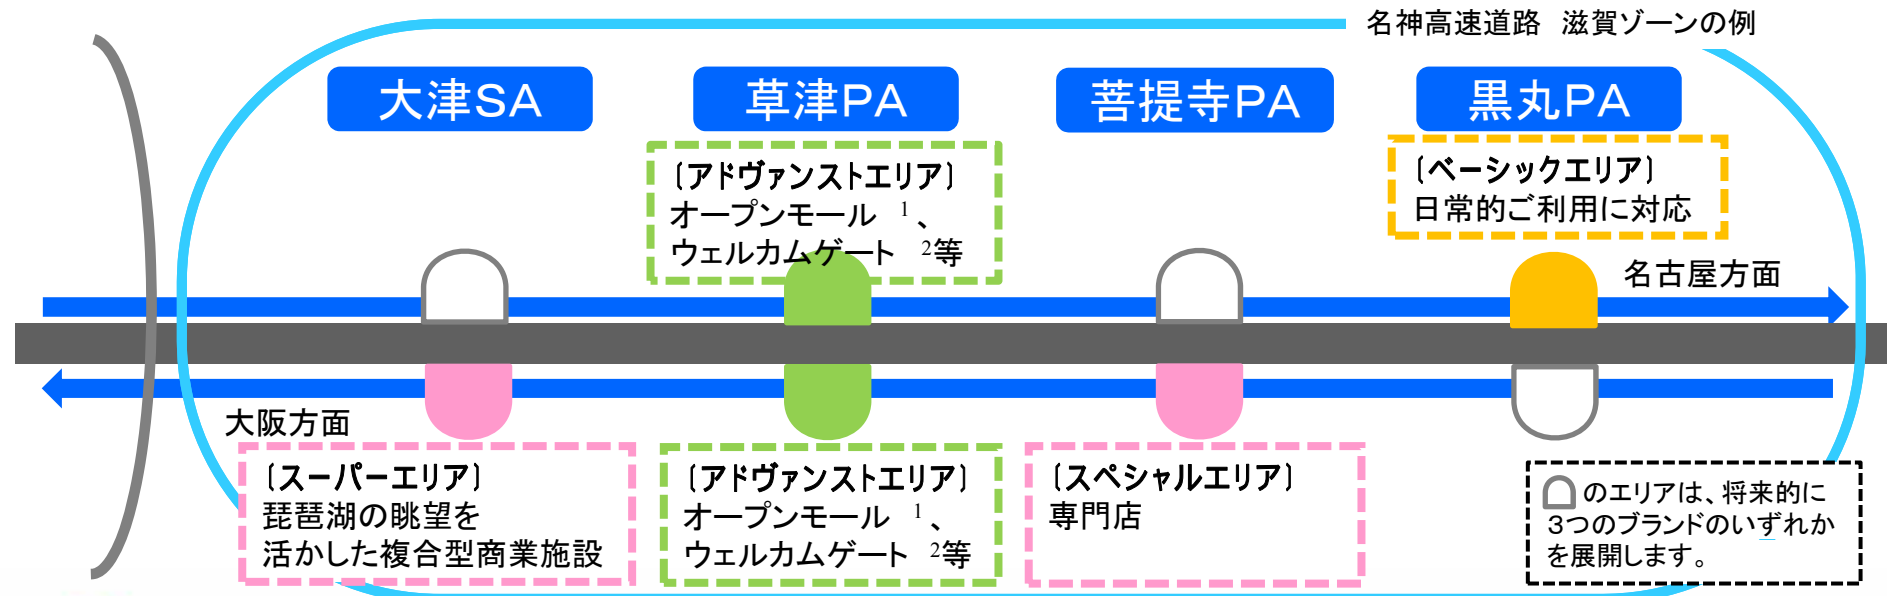 名神高速道路　滋賀ゾーンの例
大津SA
草津PA
菩提寺PA
黒丸PA
〔アドヴァンストエリア〕
オープンモール 1、
ウェルカムゲート 2等
〔ベーシックエリア〕
日常的ご利用に対応
名古屋方面
大阪方面
〔スーパーエリア〕
琵琶湖の眺望を
活かした複合型商業施設
〔アドヴァンストエリア〕
オープンモール 1、
ウェルカムゲート 2等
〔スペシャルエリア〕
専門店
のエリアは、将来的に
3つのブランドのいずれか
を展開します。